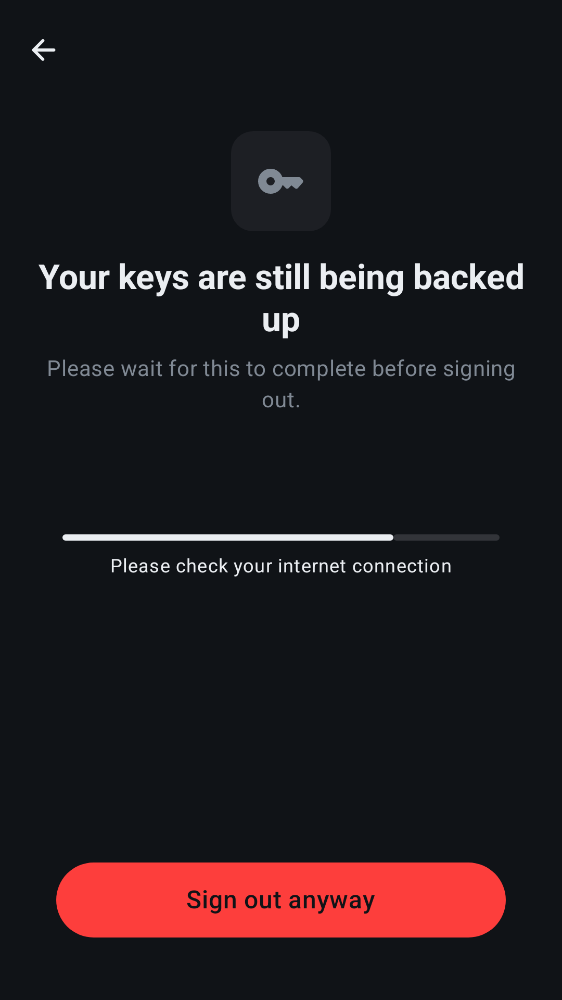 Your keys are still being backed
up
Please wait for this to complete before signing
out.
Please check your internet connection
Sign out anyway